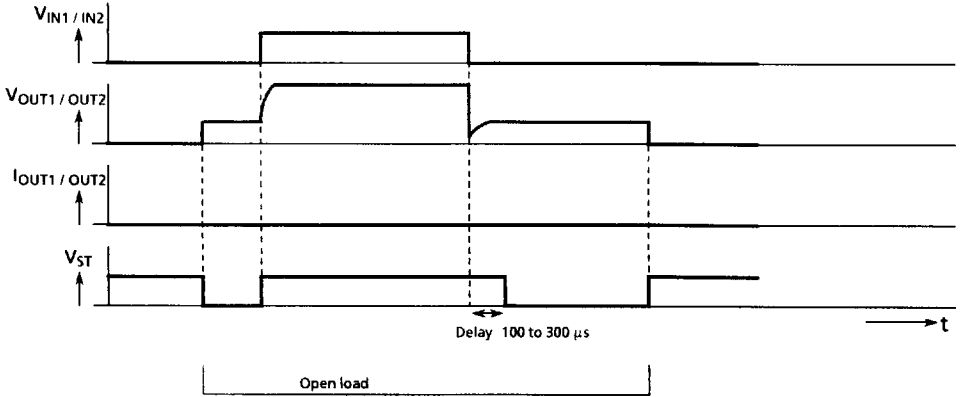 VIN1 / IN2
VOUT1 / OUT2
IOUT1 / OUT2
VST
Delay 100 to 300 μs
t
Open load